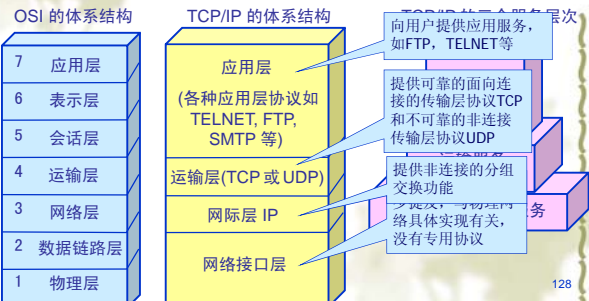 OSI 的体系结构
TCP/IP 的体系结构
7 应用层
6 表示层
5 会话层
4 运输层
3 网络层
2 数据链路层
1 物理层
应用层
(各种应用层协议如
TELNET, FTP,
SMTP 等)
运输层(TCP 或 UDP)
网际层 IP
网络接口层
向用户提供应用服务,
如FTP，TELNET等
提供可靠的面向连
接的传输层协议TCP
和不可靠的非连接
传输层协议UDP
提供非连接的分组
交换功能
络具体实现有关，
没有专用协议
务
128